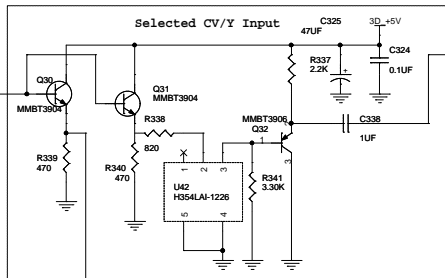 Selected CV/Y Input
C325
47UF
3D_+5V
R337
2.2K
C324
0.1UF
Q30
MMBT3904
Q31
MMBT3904
R338
820
MMBT3906
Q32
C338
1UF
1
3
1 2 3
U42
H354LAI-1226
5 4
R339
470
R340
470
R341
3.30K